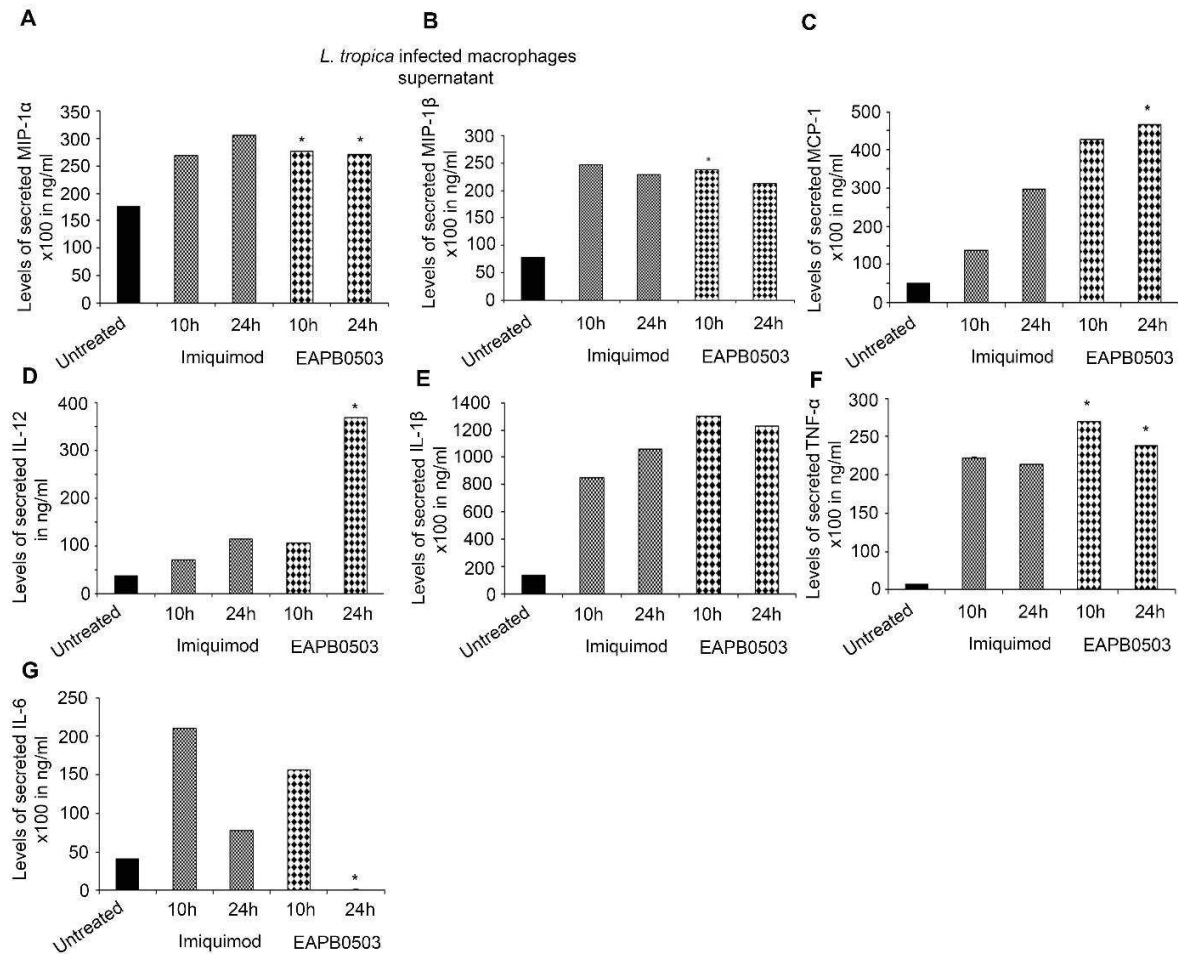 A
B
C
L. tropica infected macrophages
supernatant
Levels of secreted MIP-1α
x100 in ng/ml
350
300
250
200
150
100
50
0
*
*
Untreated
10h
24h
10h
24h
Imiquimod
EAPB0503
Levels of secreted MIP-1β
x100 in ng/ml
300
250
200
150
100
50
0
*
Untreated
10h
24h
10h
24h
Imiquimod
EAPB0503
Levels of secreted MCP-1
x100 in ng/ml
500
400
300
200
100
50
0
*
Untreated
10h
24h
10h
24h
Imiquimod
EAPB0503
D
Levels of secreted IL-12
in ng/ml
400
300
200
100
50
0
*
Untreated
10h
24h
10h
24h
Imiquimod
EAPB0503
E
Levels of secreted IL-1β
x100 in ng/ml
1400
1200
1000
800
600
400
200
0
Untreated
10h
24h
10h
24h
Imiquimod
EAPB0503
F
Levels of secreted TNF-α
x100 in ng/ml
300
250
200
150
100
50
0
*
*
Untreated
10h
24h
10h
24h
Imiquimod
EAPB0503
G
Levels of secreted IL-6
x100 in ng/ml
250
200
150
100
50
0
*
Untreated
10h
24h
10h
24h
Imiquimod
EAPB0503